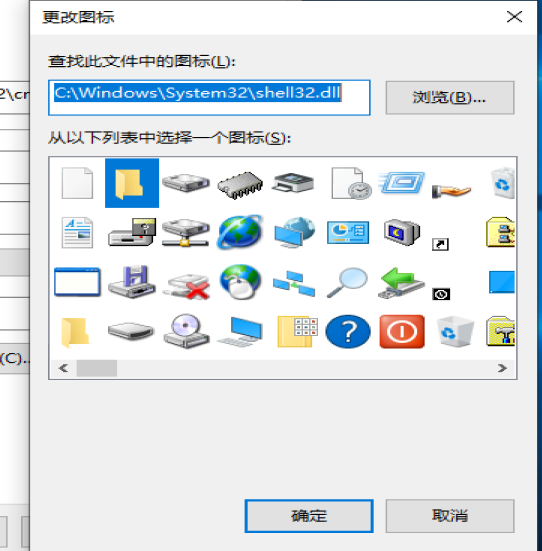 更改图标
查找此文件中的图标(L):
2\cr
C:\Windows\System32\shell32.dll
浏览(B)...
从以下列表中选择一个图标(S):
(C)..
确定
取消